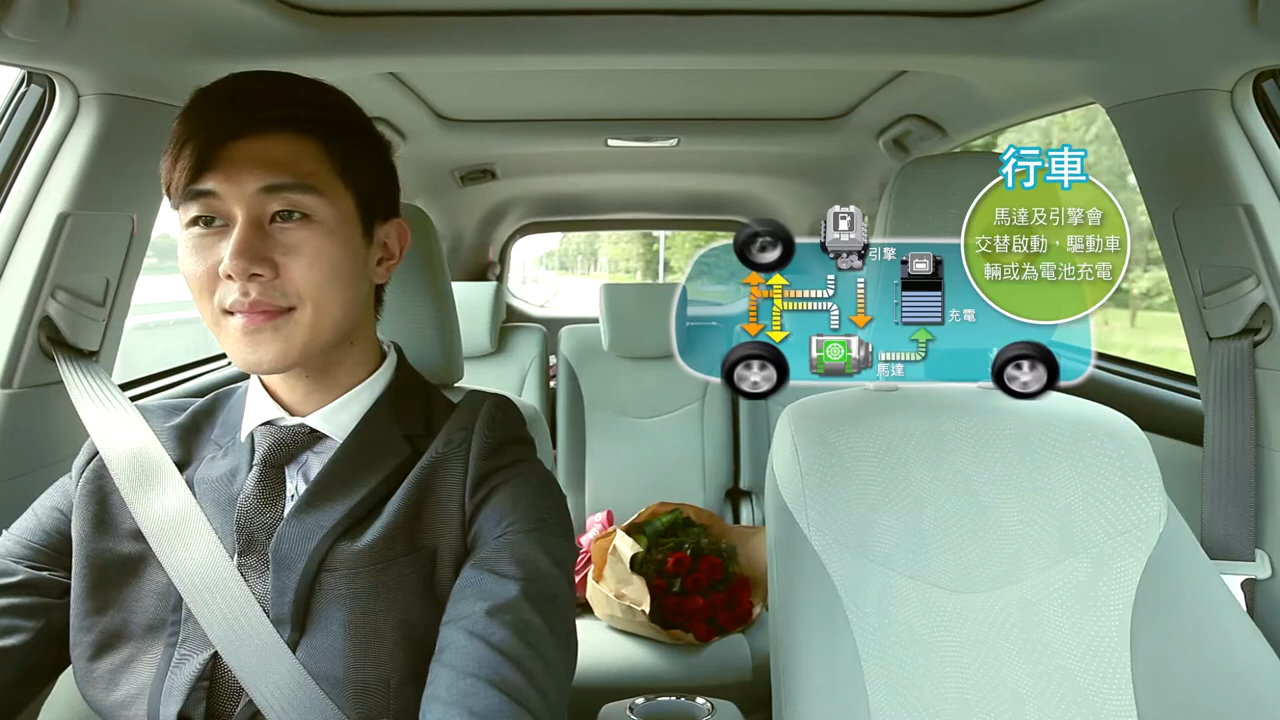 行車
馬達及引擎會
交替啟動，驅動車
輛或為電池充電
引擎
充電
馬達